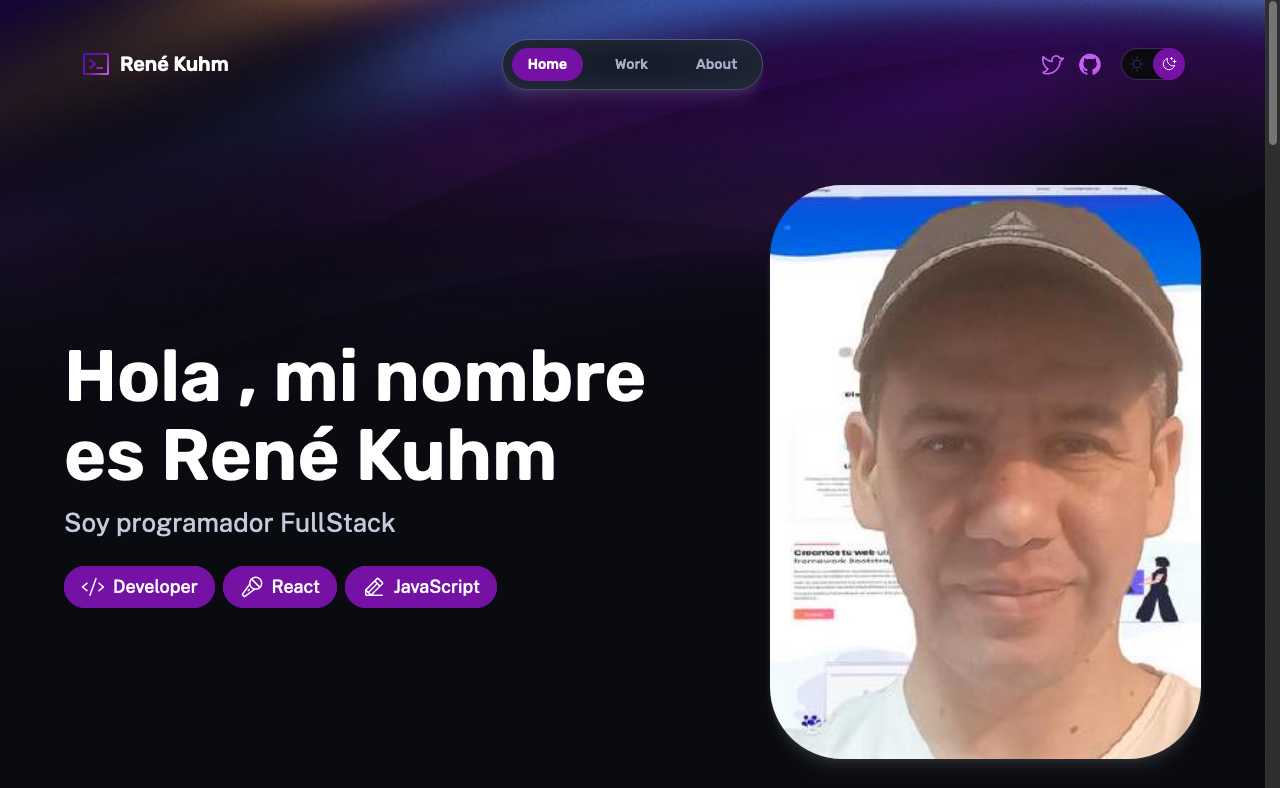 René Kuhm
Home
Work
About
Hola , mi nombre
es René Kuhm
Soy programador FullStack
Developer
React
JavaScript
Creamos tu web
framework Bootstrap